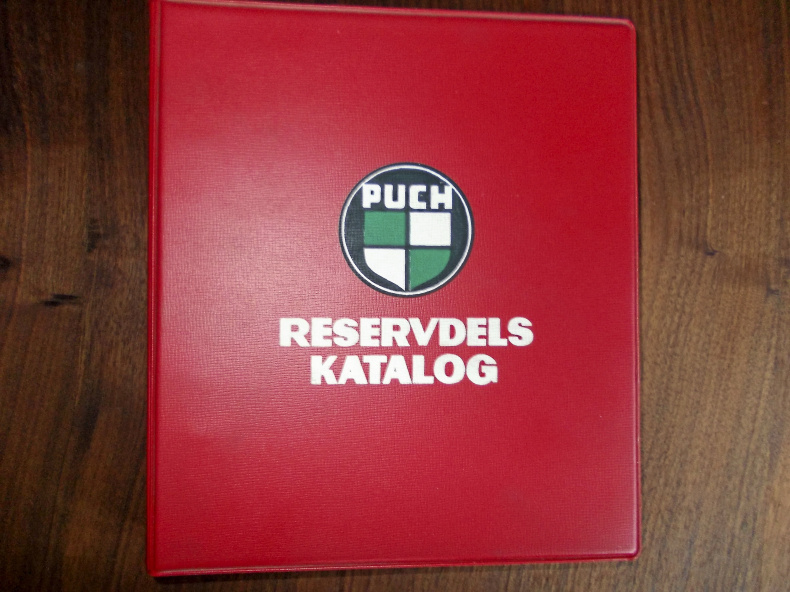 PUCH
RESERVDELS
KATALOG